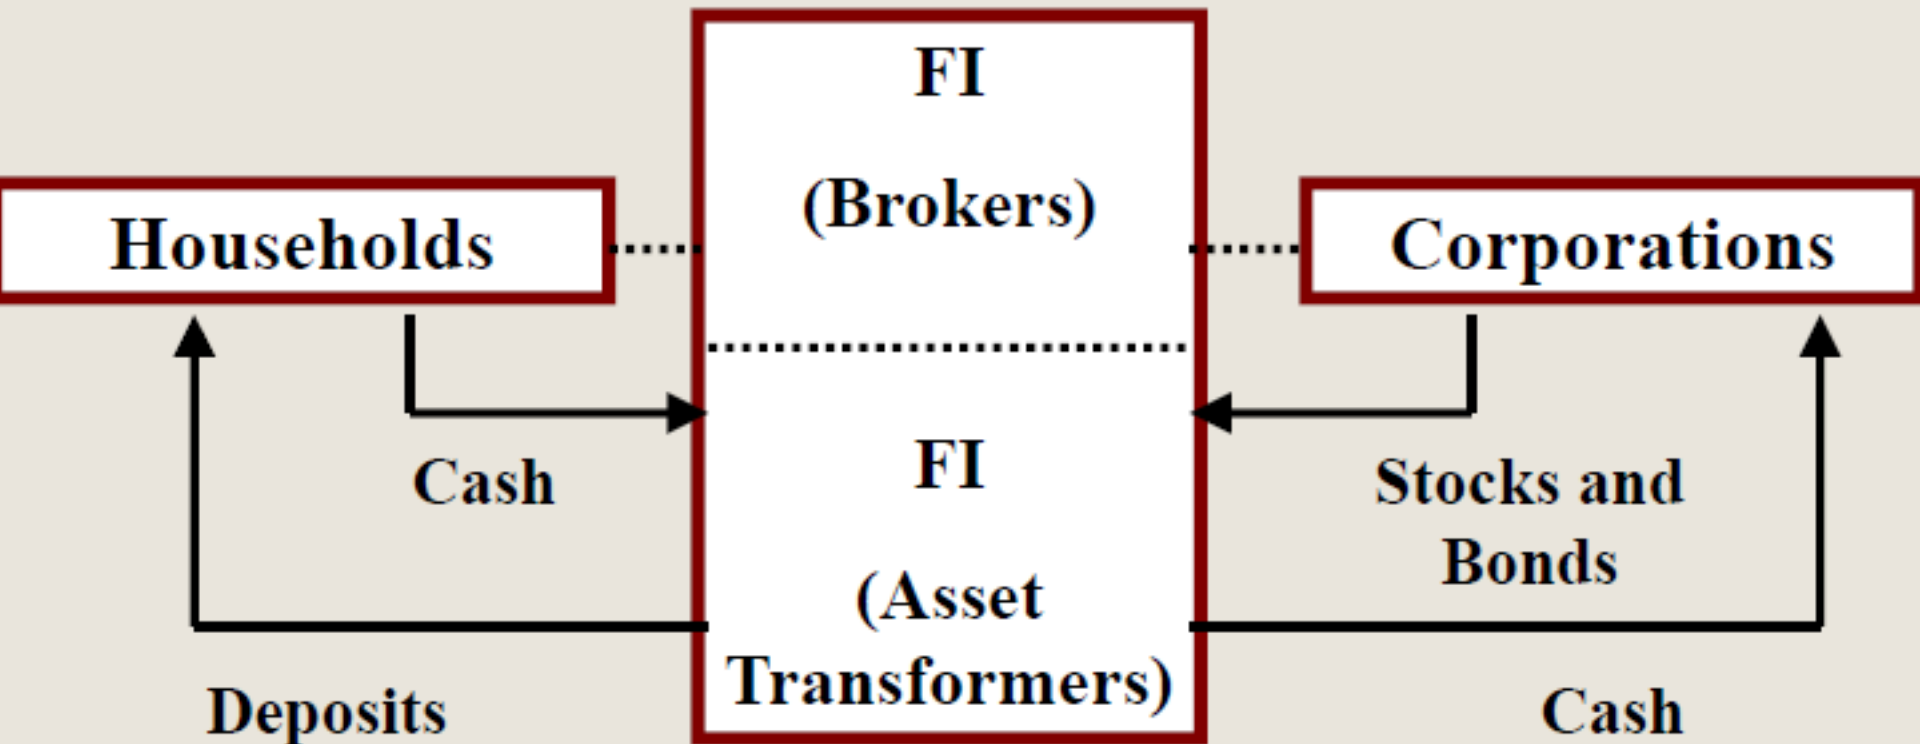 FI
(Brokers)
Households
Corporations
Cash
FI
Stocks and
Bonds
(Asset
Transformers)
Deposits
Cash